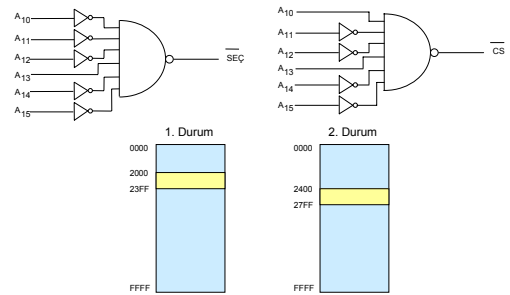 A10
A11
A12
A13
A14
A15
SEÇ
A10
A11
A12
A13
A14
A15
CS
1. Durum
0000
2000
23FF
FFFF
2. Durum
0000
2400
27FF
FFFF